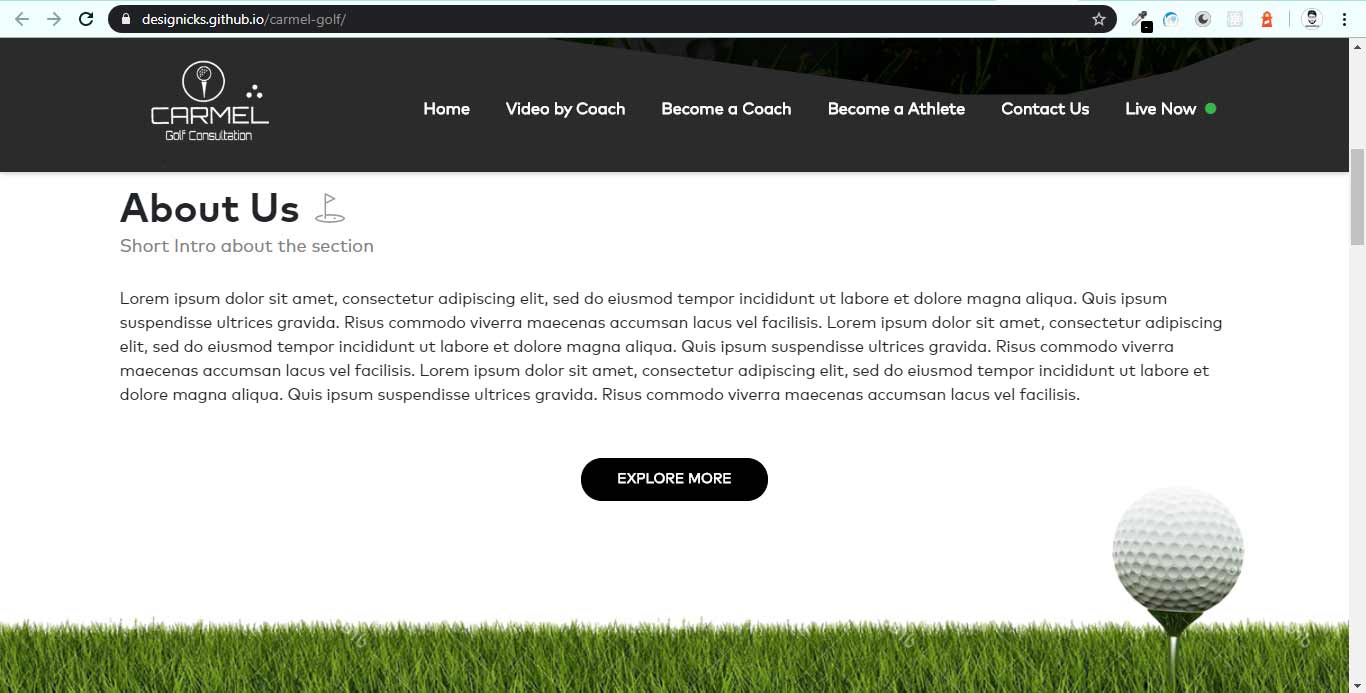 designicks.github.io/carmel-golf/
CARMEL
Golf Consultation
Home Video by Coach Become a Coach Become a Athlete Contact Us Live Now
About Us
Short Intro about the section
Lorem ipsum dolor sit amet, consectetur adipiscing elit, sed do eiusmod tempor incididunt ut labore et dolore magna aliqua. Quis ipsum
suspendisse ultrices gravida. Risus commodo viverra maecenas accumsan lacus vel facilisis. Lorem ipsum dolor sit amet, consectetur adipiscing
elit, sed do eiusmod tempor incididunt ut labore et dolore magna aliqua. Quis ipsum suspendisse ultrices gravida. Risus commodo viverra
maecenas accumsan lacus vel facilisis. Lorem ipsum dolor sit amet, consectetur adipiscing elit, sed do eiusmod tempor incididunt ut labore et
dolore magna aliqua. Quis ipsum suspendisse ultrices gravida. Risus commodo viverra maecenas accumsan lacus vel facilisis.
EXPLORE MORE